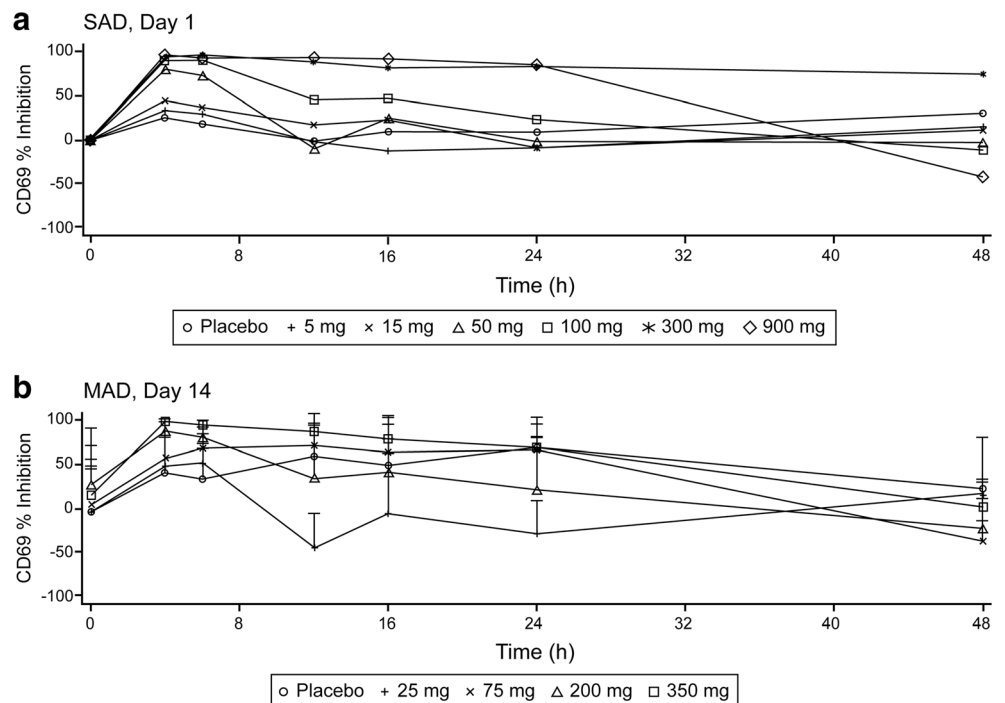 a
SAD, Day 1
CD69 % Inhibition
100
50
0
-50
-100
0 8 16 24 32 40 48
Time (h)
Placebo 5 mg 15 mg 50 mg 100 mg 300 mg 900 mg
b
MAD, Day 14
CD69 % Inhibition
100
50
0
-50
-100
0 8 16 24 32 40 48
Time (h)
Placebo 25 mg 75 mg 200 mg 350 mg